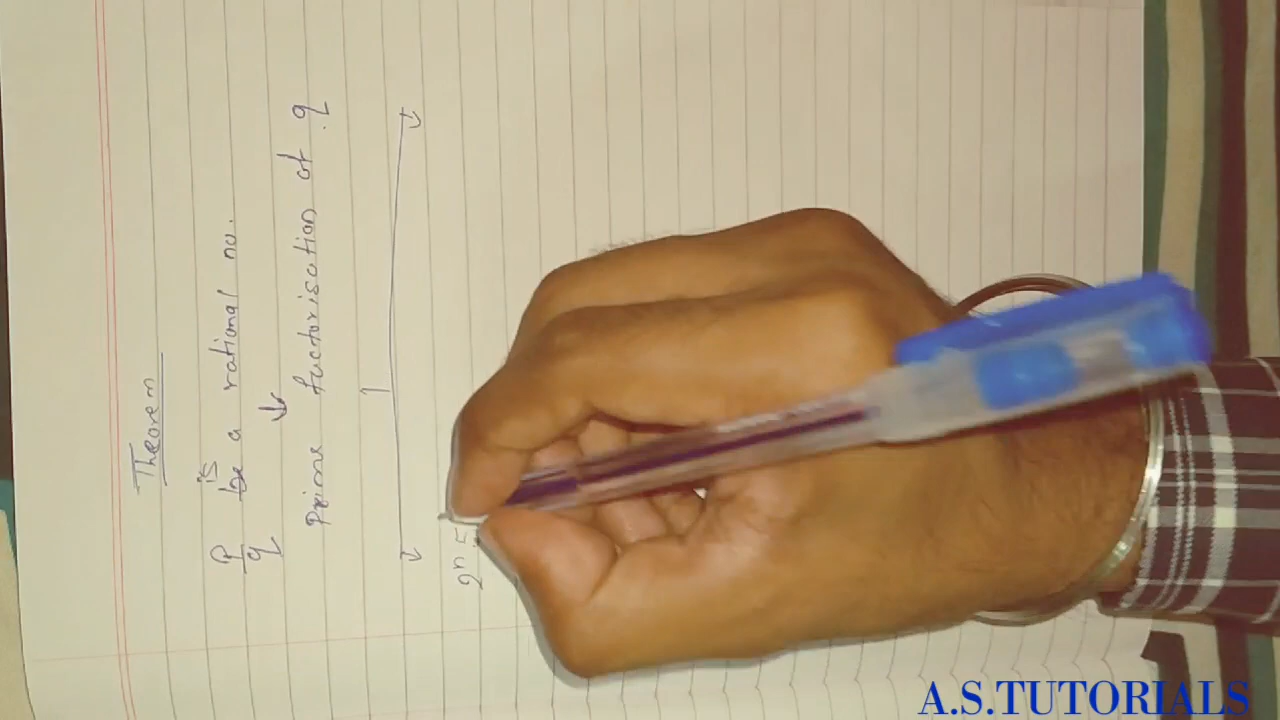 Theorem
p/q be is a rational no.
Prime factorisation of q
2ⁿ 5
A.S.TUTORIALS